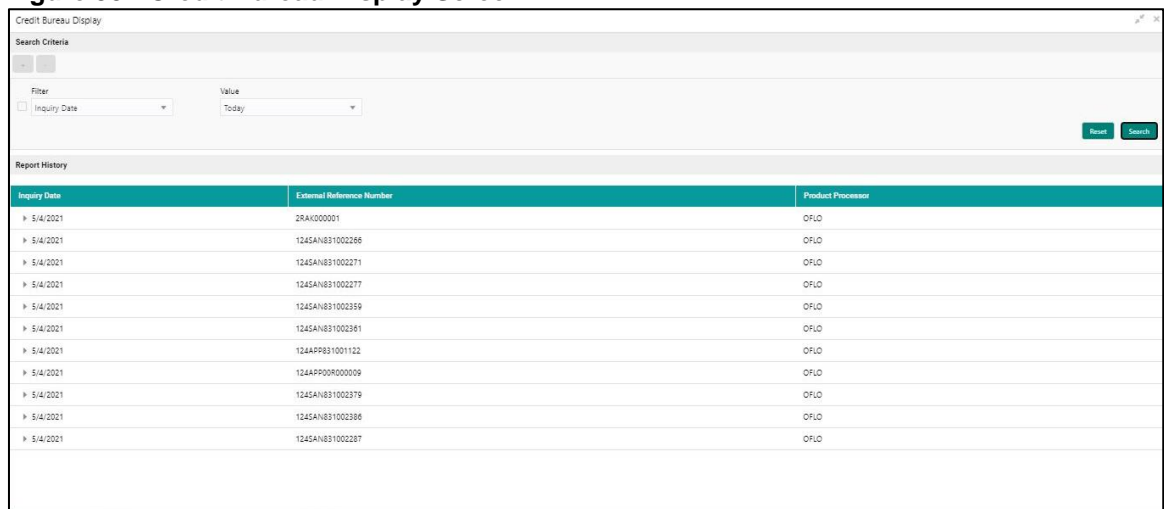 Credit Bureau Display
Search Criteria
Filter Value
Inquiry Date Today
Reset Search
Report History
Inquiry Date External Reference Number Product Processor
5/4/2021 2RAK000001 OFLO
5/4/2021 124SAN831002266 OFLO
5/4/2021 124SAN831002271 OFLO
5/4/2021 124SAN831002277 OFLO
5/4/2021 124SAN831002359 OFLO
5/4/2021 124SAN831002361 OFLO
5/4/2021 124APP831001122 OFLO
5/4/2021 124APP00R000009 OFLO
5/4/2021 124SAN831002379 OFLO
5/4/2021 124SAN831002386 OFLO
5/4/2021 124SAN831002287 OFLO